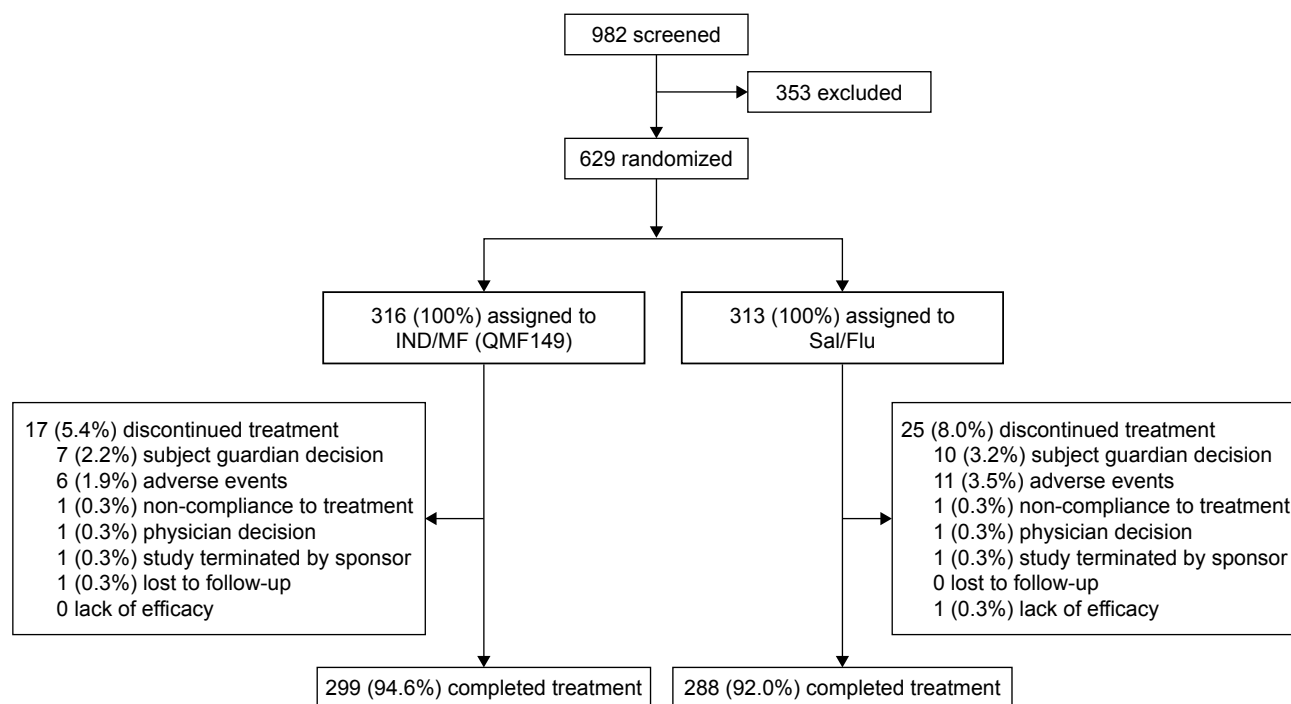 982 screened
353 excluded
629 randomized
316 (100%) assigned to
IND/MF (QMF149)
313 (100%) assigned to
Sal/Flu
17 (5.4%) discontinued treatment
7 (2.2%) subject guardian decision
6 (1.9%) adverse events
1 (0.3%) non-compliance to treatment
1 (0.3%) physician decision
1 (0.3%) study terminated by sponsor
1 (0.3%) lost to follow-up
0 lack of efficacy
25 (8.0%) discontinued treatment
10 (3.2%) subject guardian decision
11 (3.5%) adverse events
1 (0.3%) non-compliance to treatment
1 (0.3%) physician decision
1 (0.3%) study terminated by sponsor
0 lost to follow-up
1 (0.3%) lack of efficacy
299 (94.6%) completed treatment
288 (92.0%) completed treatment